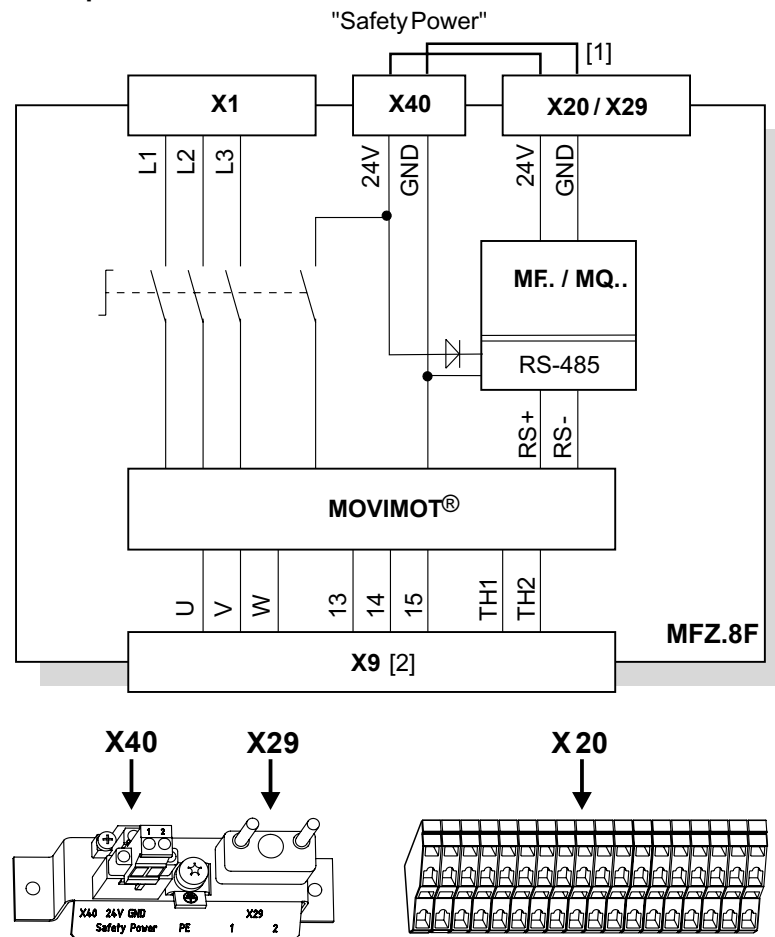 "Safety Power"
[1]
X1
X40
X20 / X29
L1
L2
L3
24V
GND
24V
GND
MF.. / MQ..
RS-485
RS+
RS-
MOVIMOT®
U
V
W
13
14
15
TH1
TH2
MFZ.8F
X9 [2]
X40
X29
X20
1 2
X40 24V GND
X29
Safety Power
PE
1
2